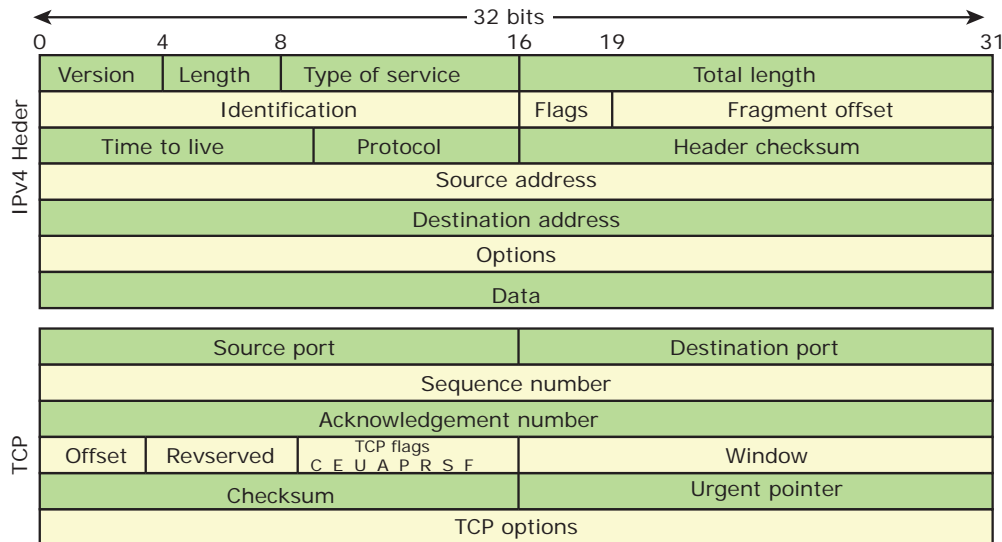 32 bits
0 4 8 16 19 31
IPv4 Heder
Version Length Type of service Total length
Identification Flags Fragment offset
Time to live Protocol Header checksum
Source address
Destination address
Options
Data
TCP
Source port Destination port
Sequence number
Acknowledgement number
Offset Revserved TCP flags Window
C E U A P R S F
Checksum Urgent pointer
TCP options